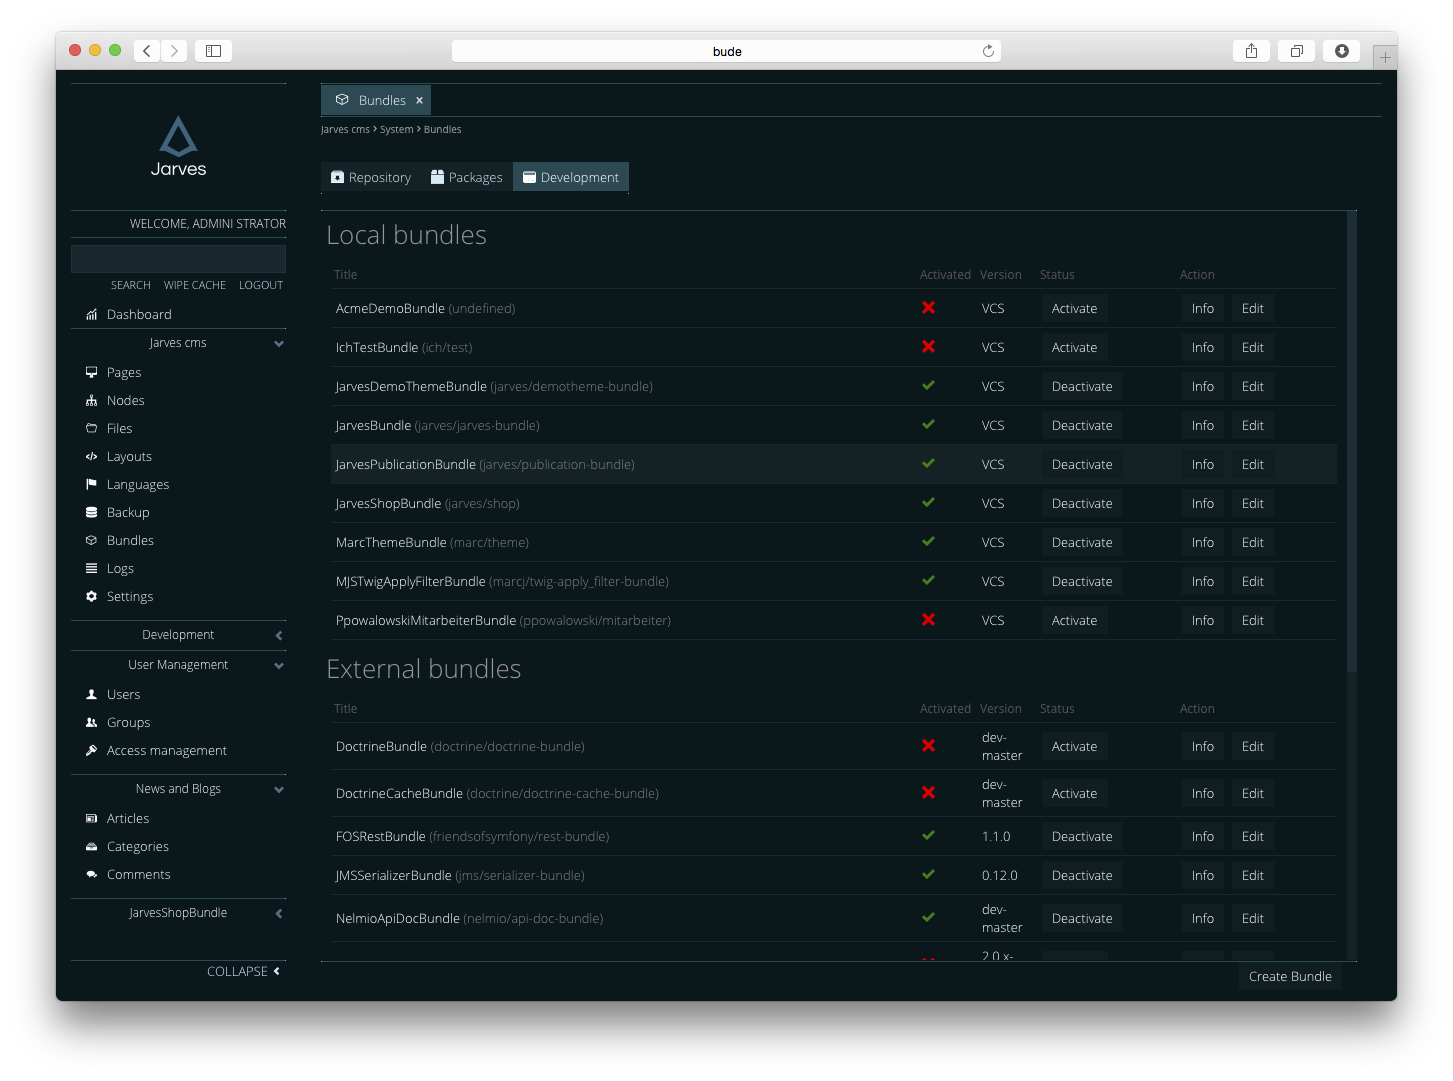 bude
Jarves
WELCOME, ADMINI STRATOR
SEARCH WIPE CACHE LOGOUT
Dashboard
Jarves cms
Pages
Nodes
Files
Layouts
Languages
Backup
Bundles
Logs
Settings
Development
User Management
Users
Groups
Access management
News and Blogs
Articles
Categories
Comments
JarvesShopBundle
COLLAPSE
Bundles x
Jarves cms › System › Bundles
Repository Packages Development
Local bundles
Title Activated Version Status Action
AcmeDemoBundle (undefined) VCS Activate Info Edit
IchTestBundle (ich/test) VCS Activate Info Edit
JarvesDemoThemeBundle (jarves/demotheme-bundle) VCS Deactivate Info Edit
JarvesBundle (jarves/jarves-bundle) VCS Deactivate Info Edit
JarvesPublicationBundle (jarves/publication-bundle) VCS Deactivate Info Edit
JarvesShopBundle (jarves/shop) VCS Deactivate Info Edit
MarcThemeBundle (marc/theme) VCS Deactivate Info Edit
MJSTwigApplyFilterBundle (marcj/twig-apply_filter-bundle) VCS Deactivate Info Edit
PpowalowskiMitarbeiterBundle (ppowalowski/mitarbeiter) VCS Activate Info Edit
External bundles
Title Activated Version Status Action
DoctrineBundle (doctrine/doctrine-bundle) dev-master Activate Info Edit
DoctrineCacheBundle (doctrine/doctrine-cache-bundle) dev-master Activate Info Edit
FOSRestBundle (friendsofsymfony/rest-bundle) 1.1.0 Deactivate Info Edit
JMSSerializerBundle (jms/serializer-bundle) 0.12.0 Deactivate Info Edit
NelmioApiDocBundle (nelmio/api-doc-bundle) dev-master Deactivate Info Edit
2.0.x-
Create Bundle